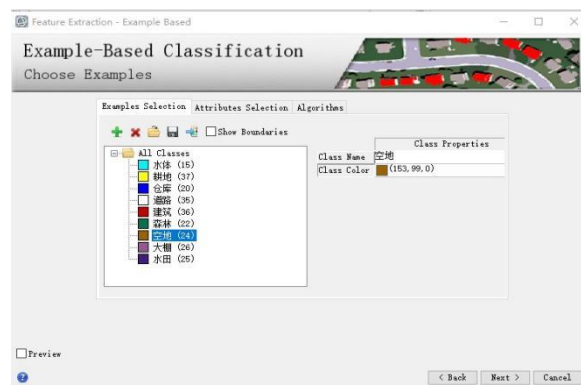 Feature Extraction - Example Based
Example-Based Classification
Choose Examples
Examples Selection Attributes Selection Algorithms
Show Boundaries
All Classes
水体 (15)
耕地 (37)
仓库 (20)
道路 (35)
建筑 (36)
森林 (22)
空地 (24)
大棚 (26)
水田 (25)
Class Properties
Class Name 空地
Class Color (153,99,0)
Preview
< Back Next > Cancel